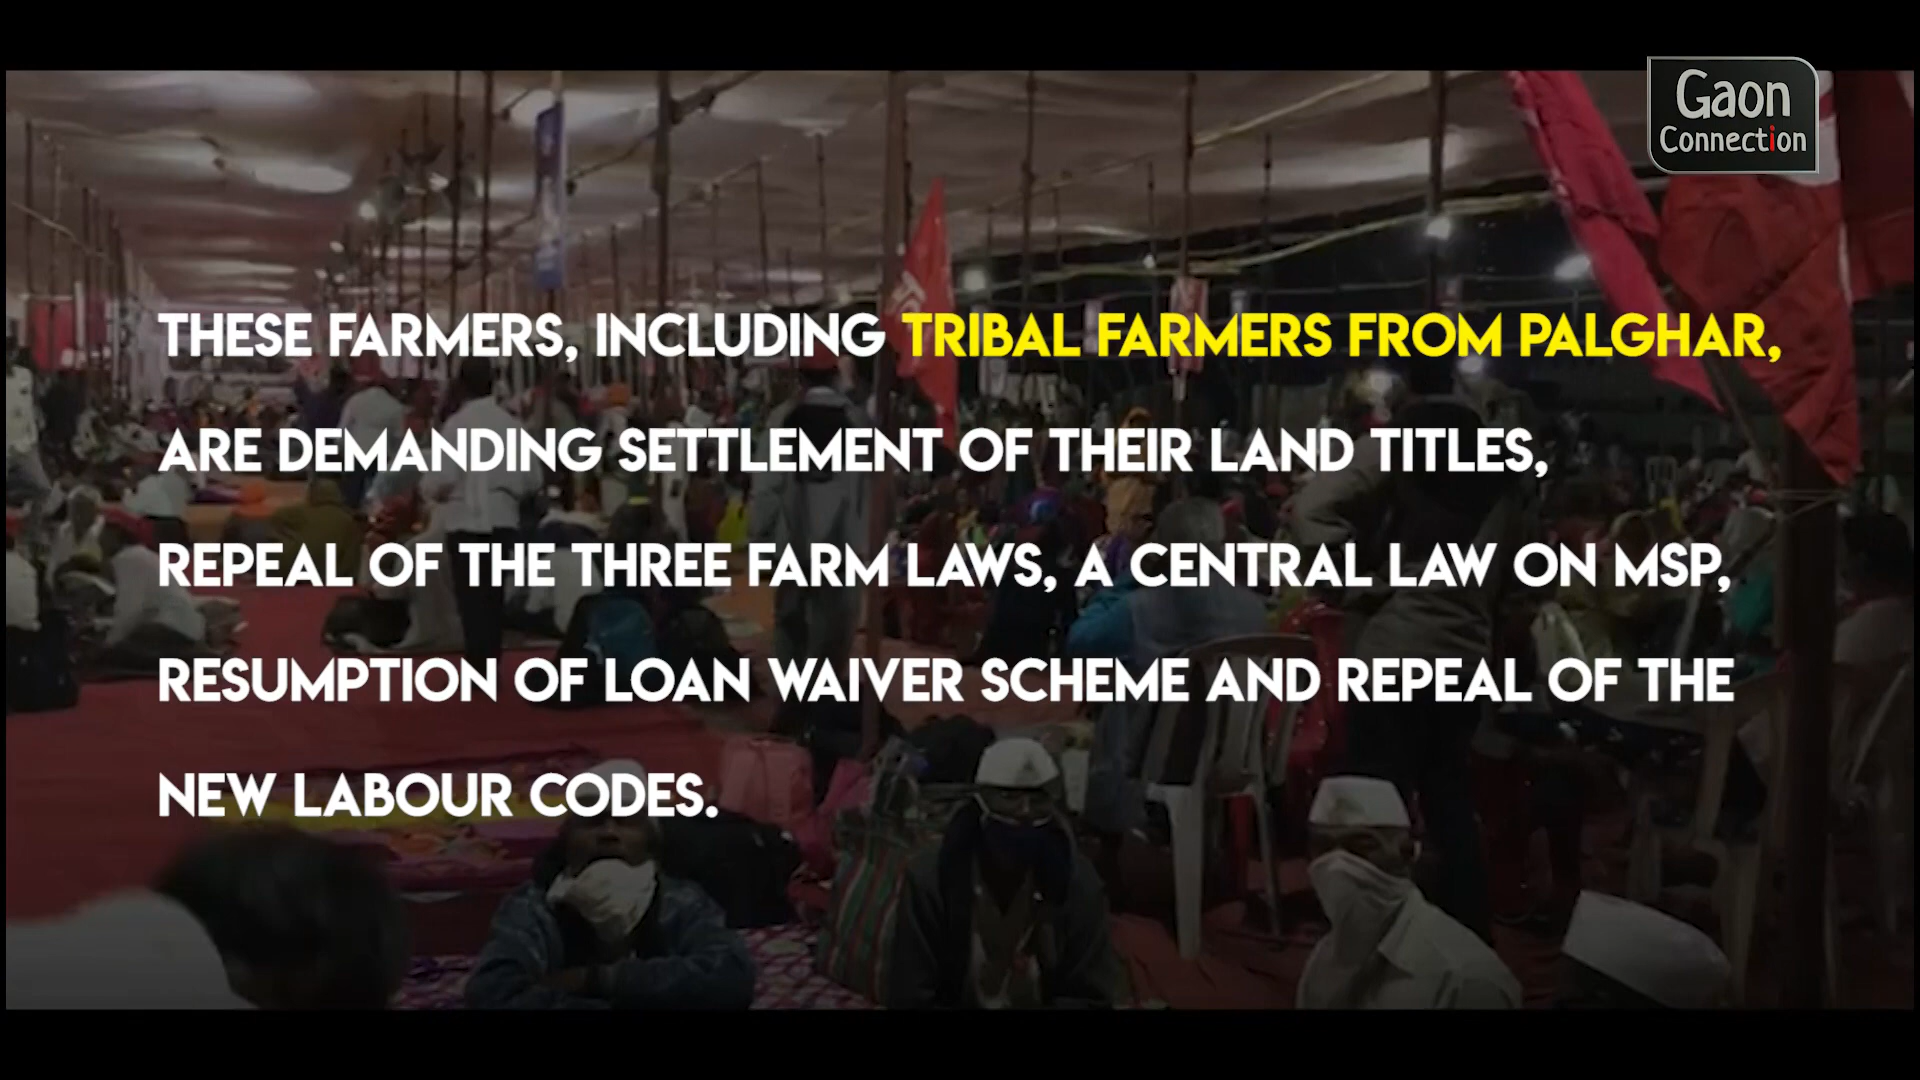 Gaon
Connection
THESE FARMERS, INCLUDING TRIBAL FARMERS FROM PALGHAR,
ARE DEMANDING SETTLEMENT OF THEIR LAND TITLES,
REPEAL OF THE THREE FARM LAWS, A CENTRAL LAW ON MSP,
RESUMPTION OF LOAN WAIVER SCHEME AND REPEAL OF THE
NEW LABOUR CODES.